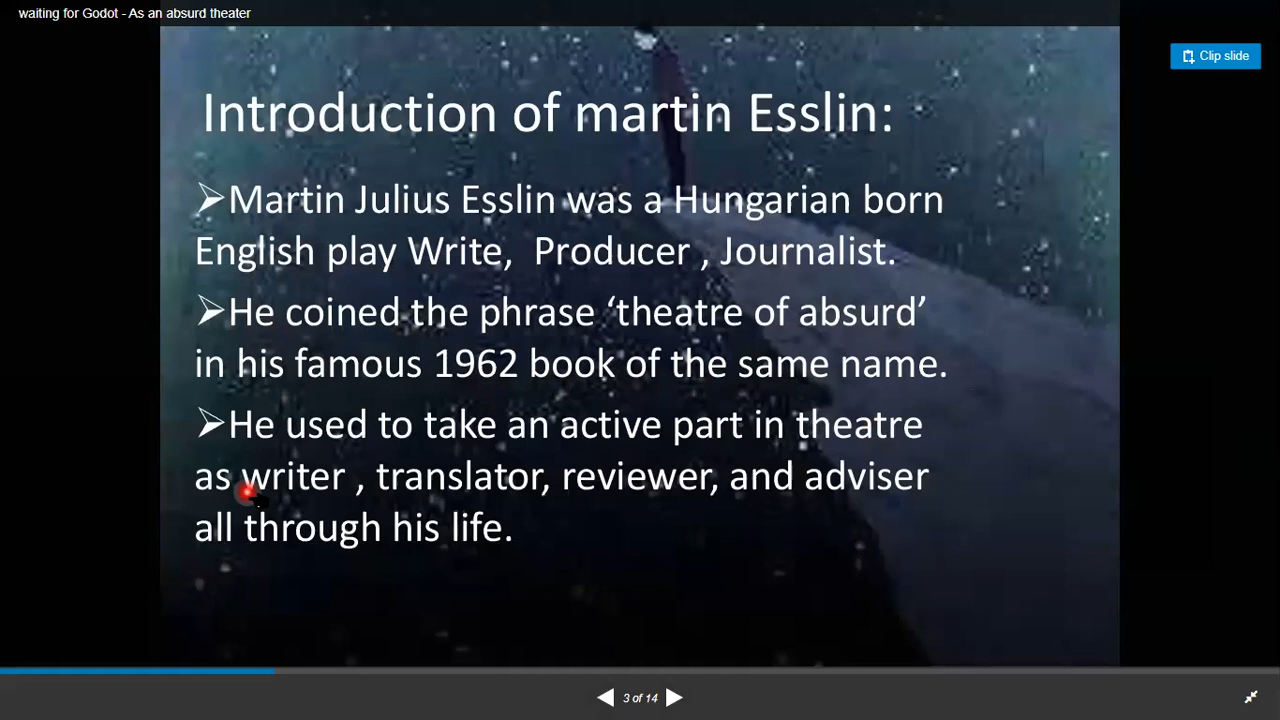 waiting for Godot - As an absurd theater
Clip slide
Introduction of martin Esslin:
➢Martin Julius Esslin was a Hungarian born
English play Write, Producer , Journalist.
➢He coined the phrase ‘theatre of absurd’
in his famous 1962 book of the same name.
➢He used to take an active part in theatre
as writer , translator, reviewer, and adviser
all through his life.
3 of 14